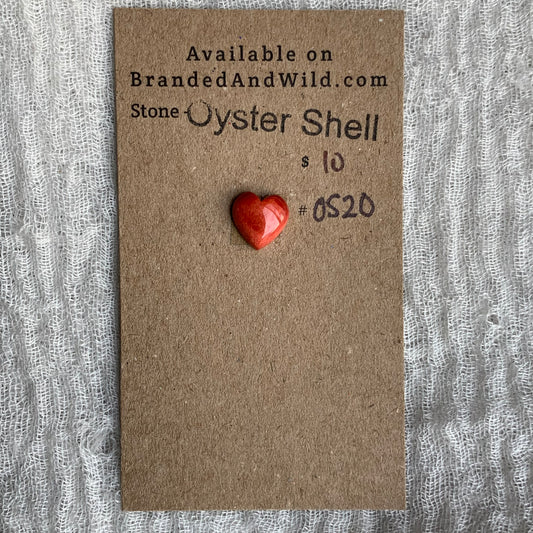 Available on
BrandedAndWild.com
Stone - Oyster Shell
$ 10
# OS20